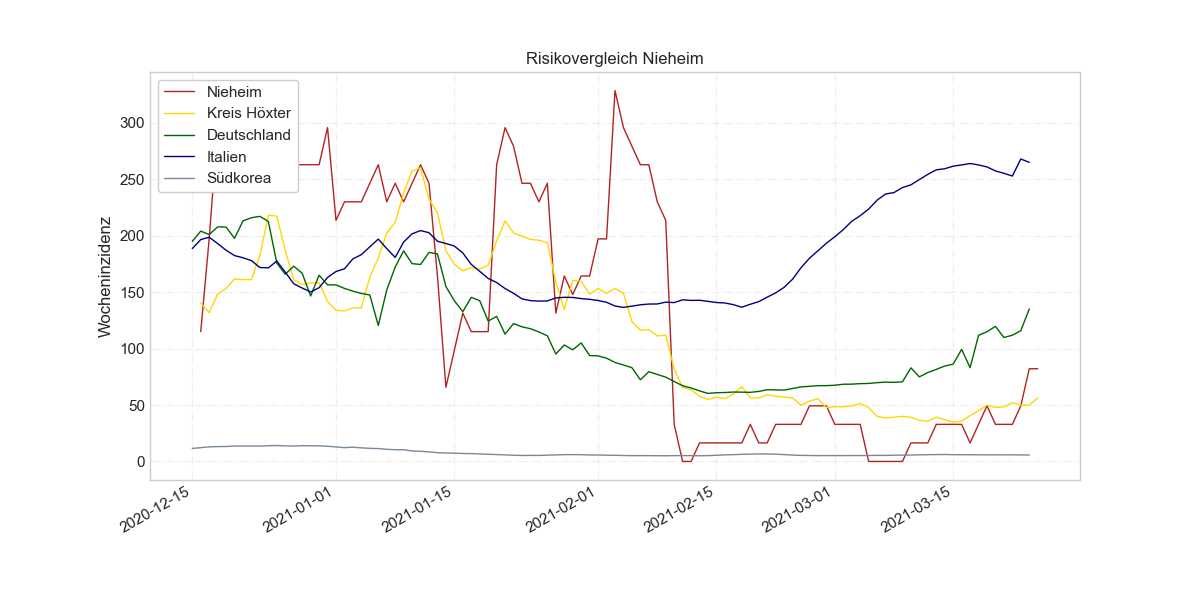 Risikovergleich Nieheim
Nieheim
Kreis Höxter
Deutschland
Italien
Südkorea
Wocheninzidenz
300
250
200
150
100
50
0
2020-12-15
2021-01-01
2021-01-15
2021-02-01
2021-02-15
2021-03-01
2021-03-15